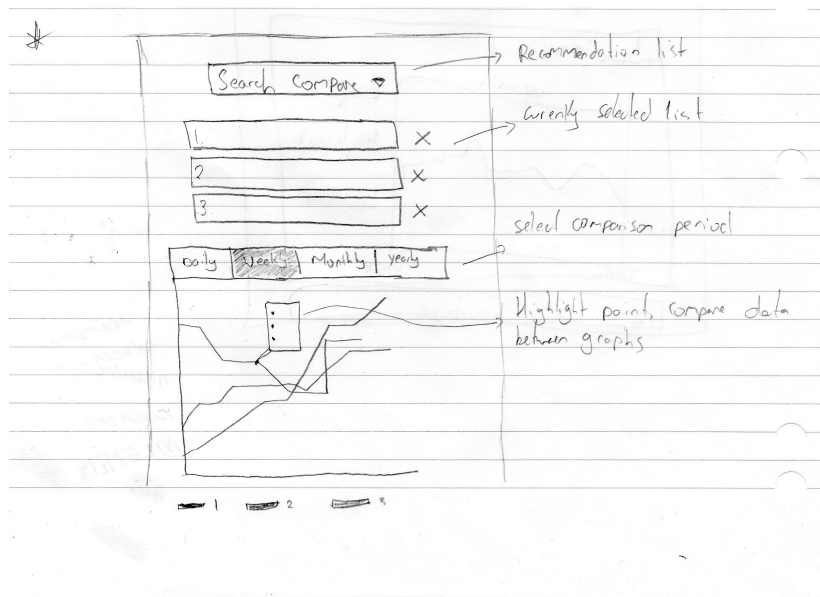 Recommendation list
Search Compare
Currently selected list
1.
2
3.
select comparison period
Daily Weekly Monthly yearly
Highlight point, compare data
between graphs
1 2 3